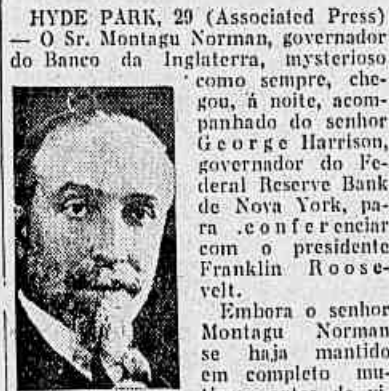 HYDE PARK, 29 (Associated Press)
— O Sr. Montagu Norman, governador
do Banco da Inglaterra, mysterioso
como sempre, che-
gou, á noite, acom-
panhado do senhor
George Harrison,
governador do Fe-
deral Reserve Bank
de Nova York, pa-
ra conferenciar
com o presidente
Franklin Roose-
velt.
Embora o senhor
Montagu Norman
se haja mantido
em completo mu-